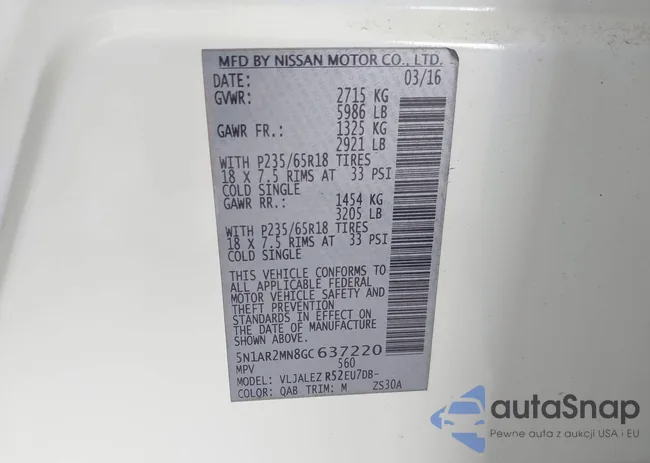 MFD BY NISSAN MOTOR CO., LTD.
DATE: 03/16
GVWR: 2715 KG
5986 LB
GAWR FR.: 1325 KG
2921 LB
WITH P235/65R18 TIRES
18 X 7.5 RIMS AT 33 PSI
COLD SINGLE
GAWR RR.: 1454 KG
3205 LB
WITH P235/65R18 TIRES
18 X 7.5 RIMS AT 33 PSI
COLD SINGLE
THIS VEHICLE CONFORMS TO
ALL APPLICABLE FEDERAL
MOTOR VEHICLE SAFETY AND
THEFT PREVENTION
STANDARDS IN EFFECT ON
THE DATE OF MANUFACTURE
SHOWN ABOVE.
5N1AR2MN8GC637220
MPV 560
MODEL: VLJALEZ R52EU7DB-
COLOR: QAB TRIM: M ZS30A
autaSnap
Pewne auta z aukcji USA i EU